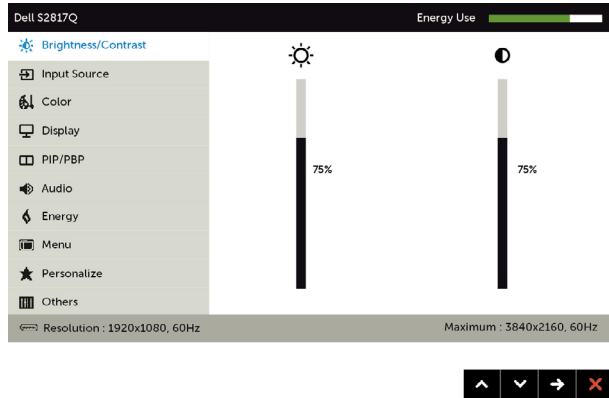 Dell S2817Q
Energy Use
Brightness/Contrast
Input Source
Color
Display
PIP/PBP
Audio
Energy
Menu
Personalize
Others
75%
75%
Resolution : 1920x1080, 60Hz
Maximum : 3840x2160, 60Hz